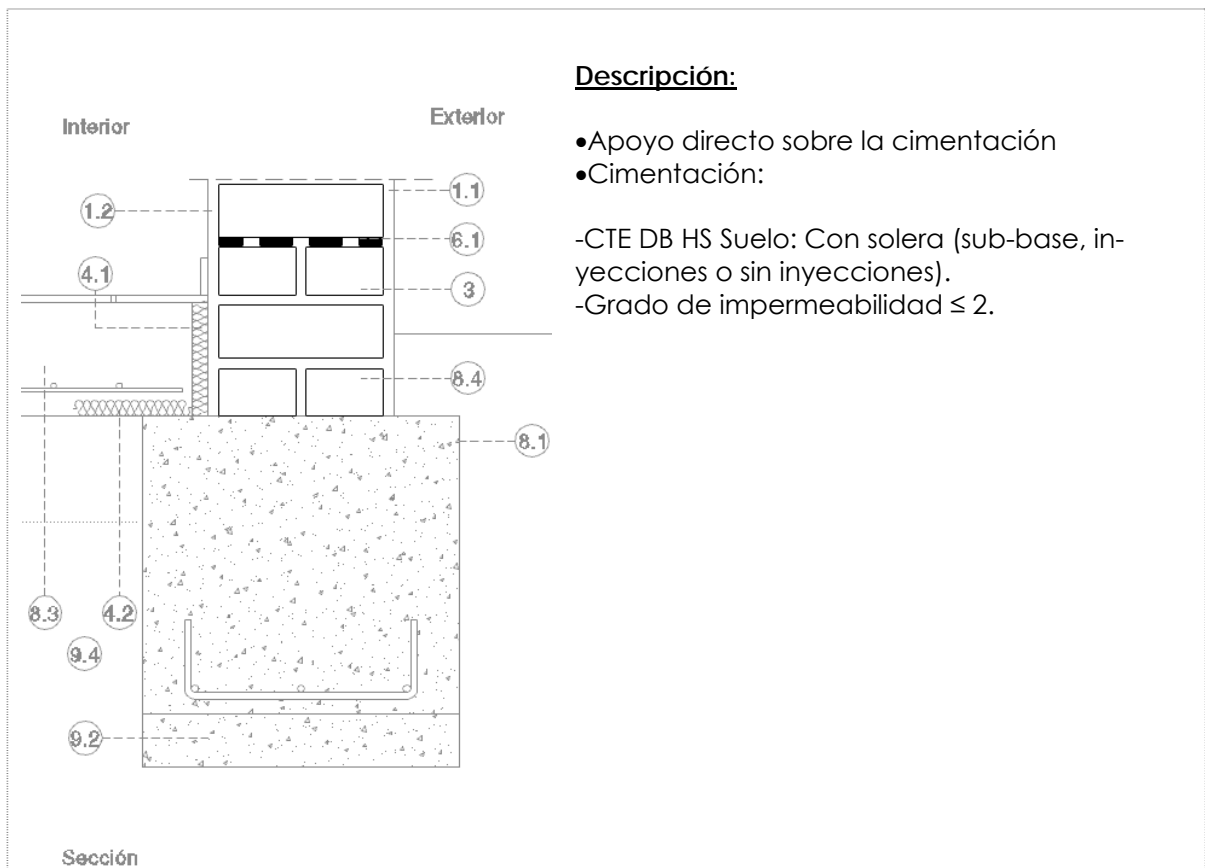 Descripción:
Interior
Exterior
•Apoyo directo sobre la cimentación
•Cimentación:
-CTE DB HS Suelo: Con solera (sub-base, in-
yecciones o sin inyecciones).
-Grado de impermeabilidad ≤ 2.
1.1
1.2
6.1
4.1
3
8.4
8.1
8.3
4.2
9.4
9.2
Sección